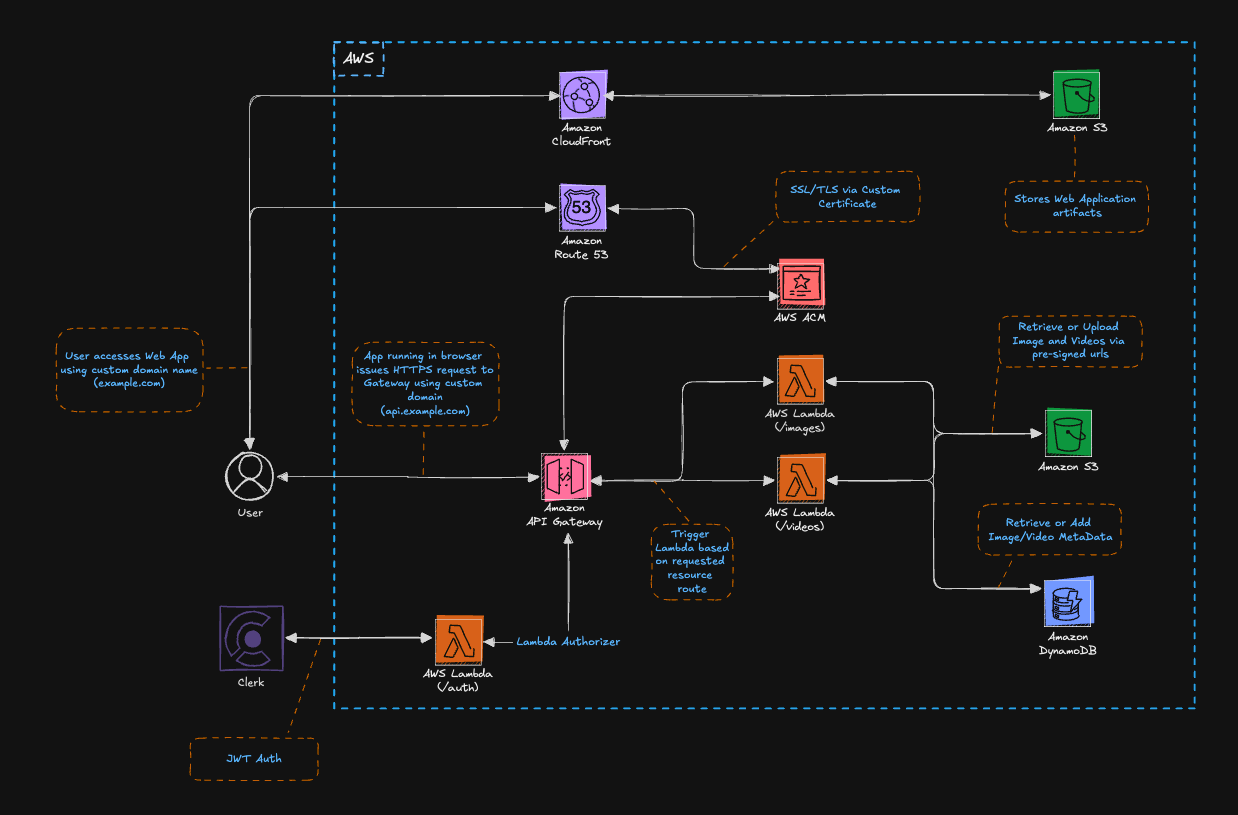 AWS
Amazon
CloudFront
Amazon S3
Stores Web Application
artifacts
SSL/TLS via Custom
Certificate
53
Amazon
Route 53
AWS ACM
User accesses Web App
using custom domain name
(example.com)
App running in browser
issues HTTPS request to
Gateway using custom
domain
(api.example.com)
Retrieve or Upload
Image and Videos via
pre-signed urls
AWS Lambda
(/images)
Amazon S3
User
Amazon
API Gateway
AWS Lambda
(/videos)
Trigger
Lambda based
on requested
resource
route
Retrieve or Add
Image/Video MetaData
Amazon
DynamoDB
Clerk
AWS Lambda
(/auth)
Lambda Authorizer
JWT Auth